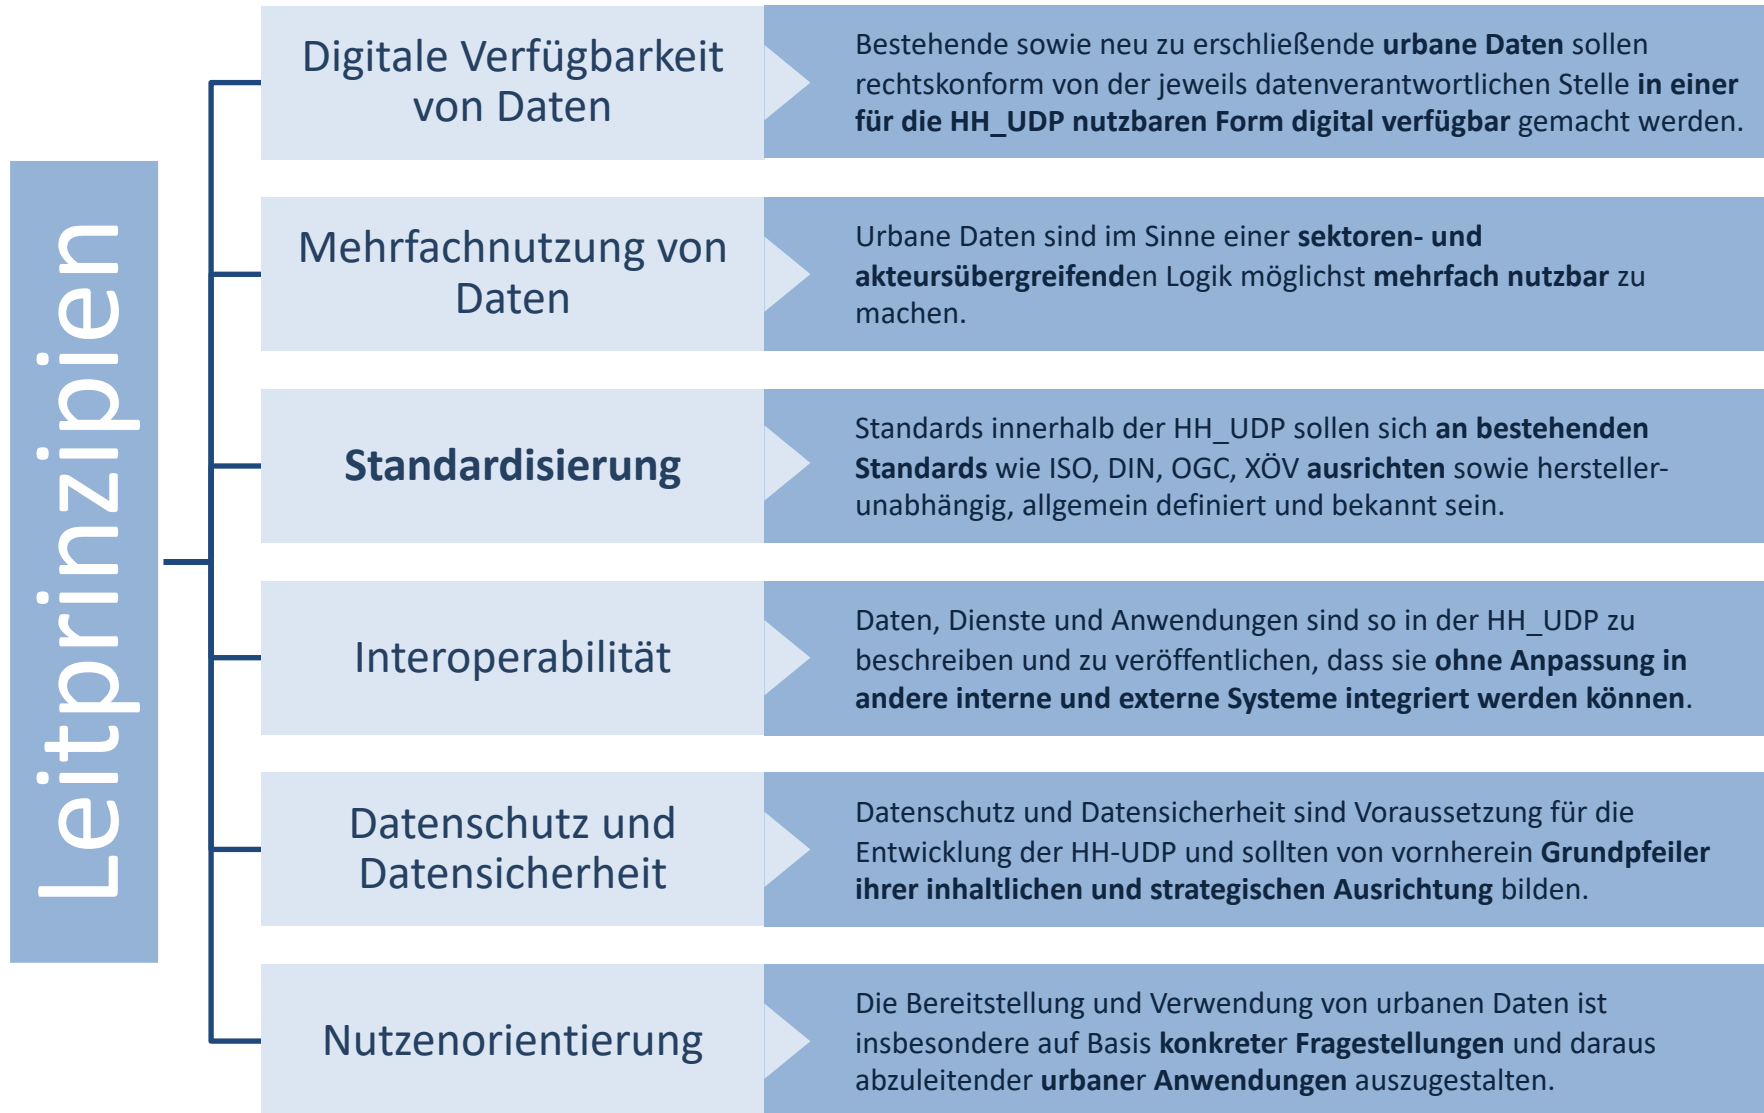 Leitprinzipien
Digitale Verfügbarkeit
von Daten
Bestehende sowie neu zu erschließende urbane Daten sollen
rechtskonform von der jeweils datenverantwortlichen Stelle in einer
für die HH_UDP nutzbaren Form digital verfügbar gemacht werden.
Mehrfachnutzung von
Daten
Urbane Daten sind im Sinne einer sektoren- und
akteursübergreifenden Logik möglichst mehrfach nutzbar zu
machen.
Standardisierung
Standards innerhalb der HH_UDP sollen sich an bestehenden
Standards wie ISO, DIN, OGC, XÖV ausrichten sowie hersteller-
unabhängig, allgemein definiert und bekannt sein.
Interoperabilität
Daten, Dienste und Anwendungen sind so in der HH_UDP zu
beschreiben und zu veröffentlichen, dass sie ohne Anpassung in
andere interne und externe Systeme integriert werden können.
Datenschutz und
Datensicherheit
Datenschutz und Datensicherheit sind Voraussetzung für die
Entwicklung der HH-UDP und sollten von vornherein Grundpfeiler
ihrer inhaltlichen und strategischen Ausrichtung bilden.
Nutzenorientierung
Die Bereitstellung und Verwendung von urbanen Daten ist
insbesondere auf Basis konkreter Fragestellungen und daraus
abzuleitender urbaner Anwendungen auszugestalten.